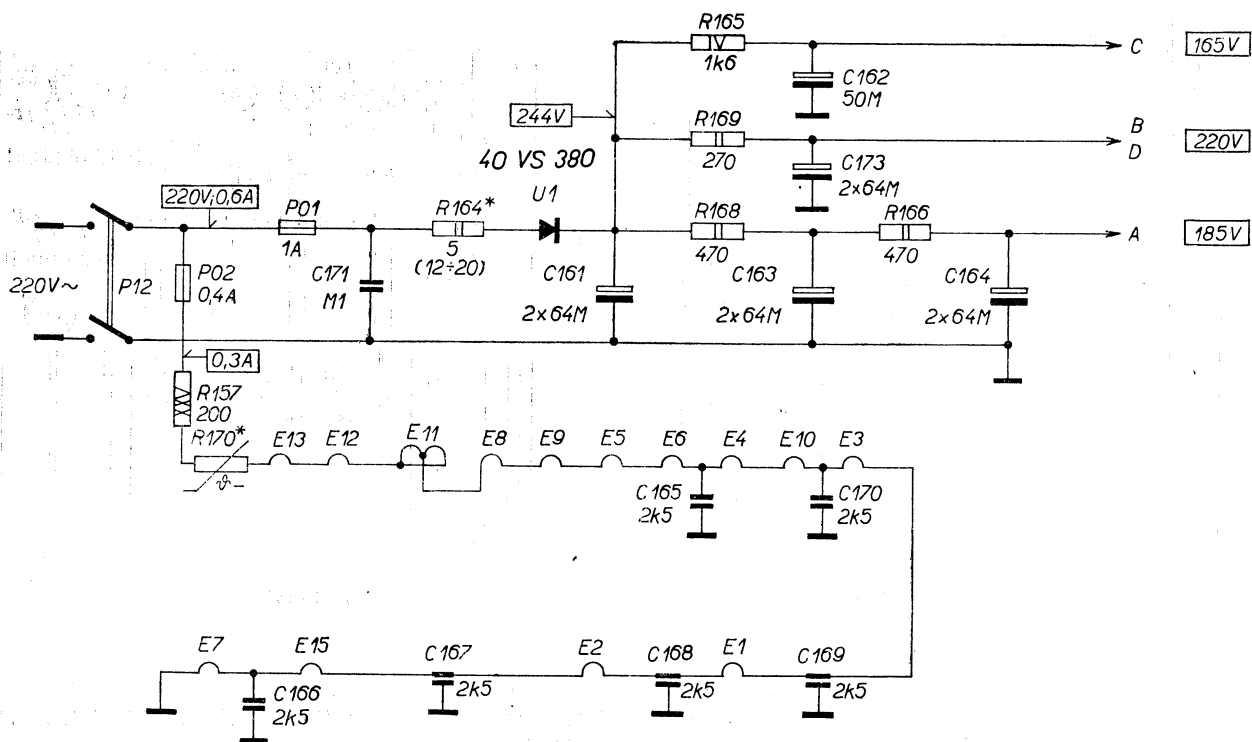 R165
1k6
C
165V
C162
50M
244V
R169
270
B
D
220V
C173
2x64M
40 VS 380
U1
220V;0,6A
P01
1A
R164*
5
(12÷20)
R168
470
R166
470
A
185V
220V~
P12
P02
0,4A
C171
M1
C161
2x64M
C163
2x64M
C164
2x64M
0,3A
R157
200
R170*
ϑ-
E13
E12
E11
E8
E9
E5
E6
E4
E10
E3
C165
2k5
C170
2k5
E7
E15
C167
2k5
E2
C168
2k5
E1
C169
2k5
C166
2k5